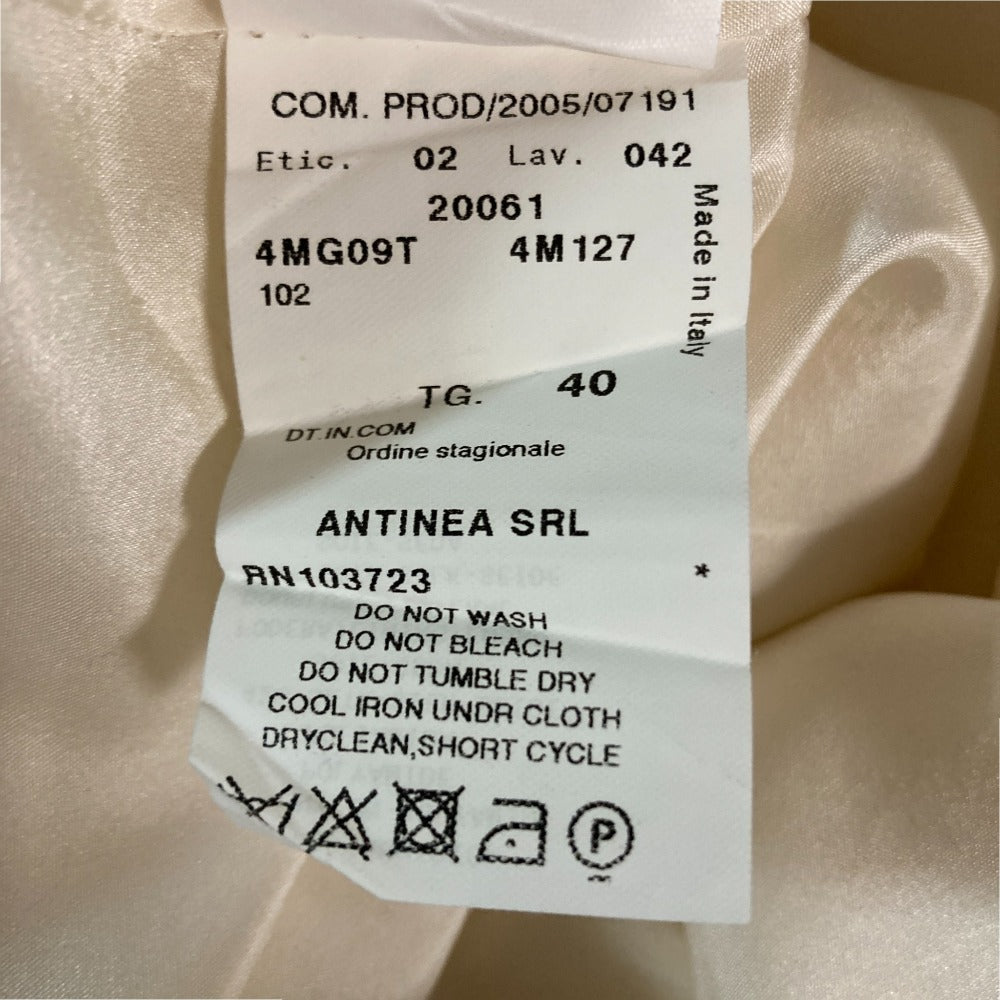 COM. PROD/2005/07191
Etic. 02 Lav. 042
20061
4MG09T 4M127
102
Made in Italy
TG. 40
DT.IN.COM
Ordine stagionale
ANTINEA SRL
RN103723 *
DO NOT WASH
DO NOT BLEACH
DO NOT TUMBLE DRY
COOL IRON UNDR CLOTH
DRYCLEAN,SHORT CYCLE
P